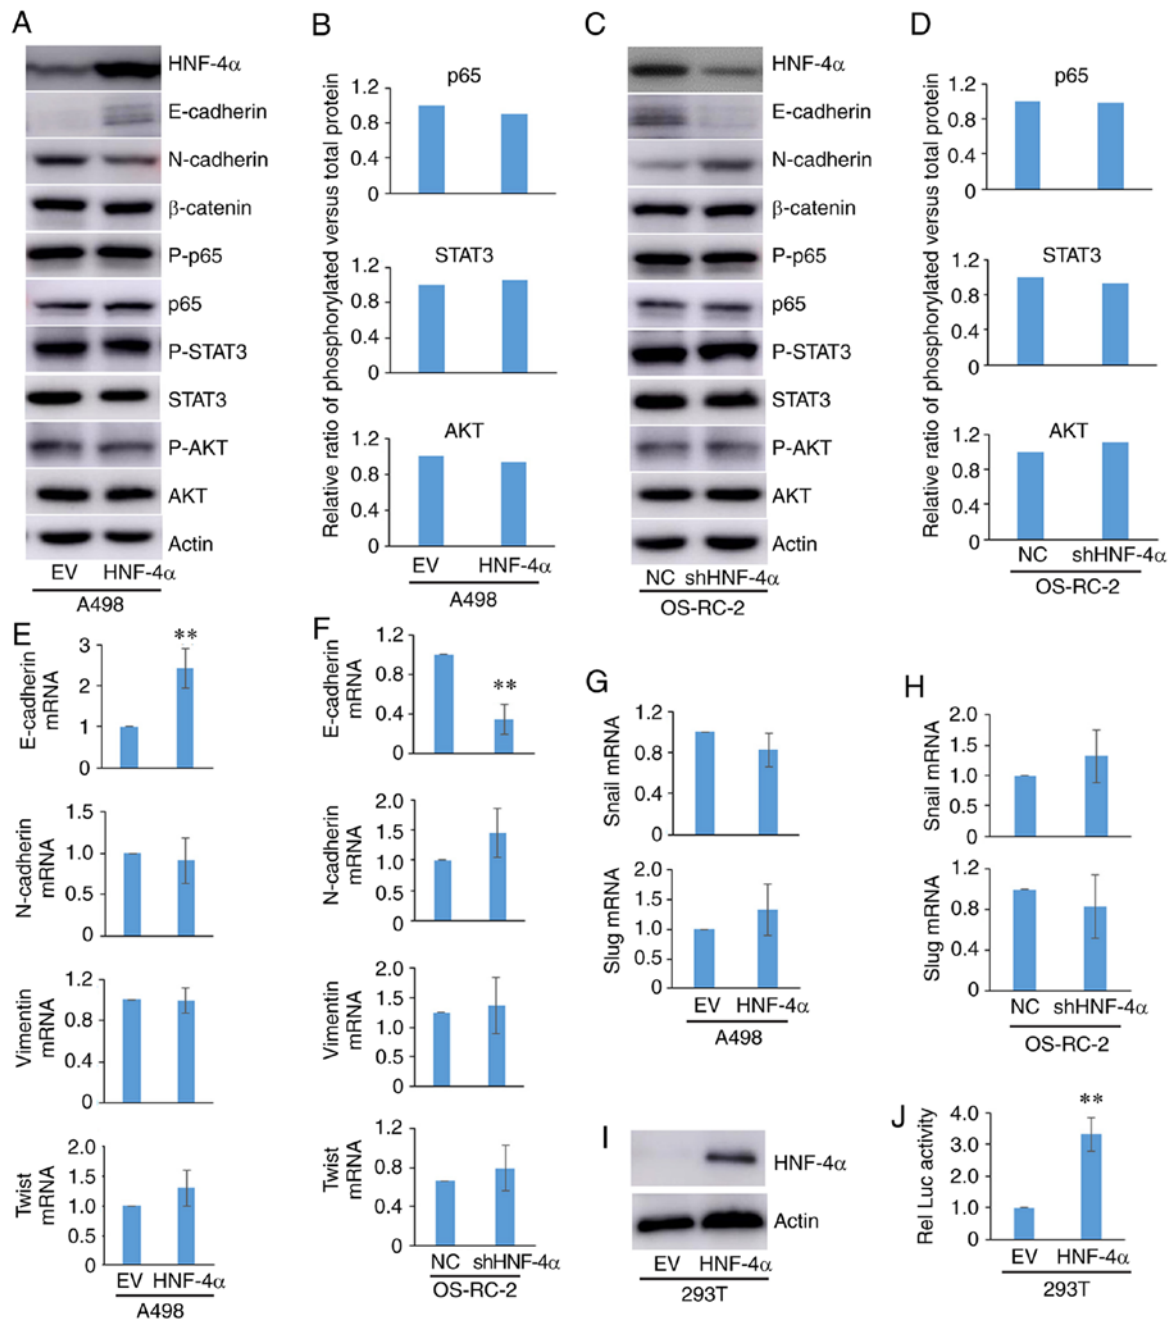 A
HNF-4α
E-cadherin
N-cadherin
β-catenin
P-p65
p65
P-STAT3
STAT3
P-AKT
AKT
Actin
EV HNF-4α
A498
B
Relative ratio of phosphorylated versus total protein
p65
1.2
0.8
0.4
0
STAT3
1.2
0.8
0.4
0
AKT
1.2
0.8
0.4
0
EV HNF-4α
A498
C
HNF-4α
E-cadherin
N-cadherin
β-catenin
P-p65
p65
P-STAT3
STAT3
P-AKT
AKT
Actin
NC shHNF-4α
OS-RC-2
D
Relative ratio of phosphorylated versus total protein
p65
1.2
0.8
0.4
0
STAT3
1.2
0.8
0.4
0
AKT
1.2
0.8
0.4
0
NC shHNF-4α
OS-RC-2
E
E-cadherin
mRNA
3
2
1
0
**
N-cadherin
mRNA
1.5
1.0
0.5
0
Vimentin
mRNA
1.2
0.8
0.4
0
Twist
mRNA
2.0
1.5
1.0
0.5
0
EV HNF-4α
A498
F
E-cadherin
mRNA
1.2
0.8
0.4
0
**
N-cadherin
mRNA
2.0
1.5
1.0
0.5
0
Vimentin
mRNA
2.0
1.5
1.0
0.5
0
Twist
mRNA
1.2
0.8
0.4
0
NC shHNF-4α
OS-RC-2
G
Snail mRNA
1.2
0.8
0.4
0
Slug mRNA
2.0
1.5
1.0
0.5
0
EV HNF-4α
A498
H
Snail mRNA
2.0
1.5
1.0
0.5
0
Slug mRNA
1.2
0.8
0.4
0
NC shHNF-4α
OS-RC-2
I
HNF-4α
Actin
EV HNF-4α
293T
J
Rel Luc activity
4.0
3.0
2.0
1.0
0
**
EV HNF-4α
293T